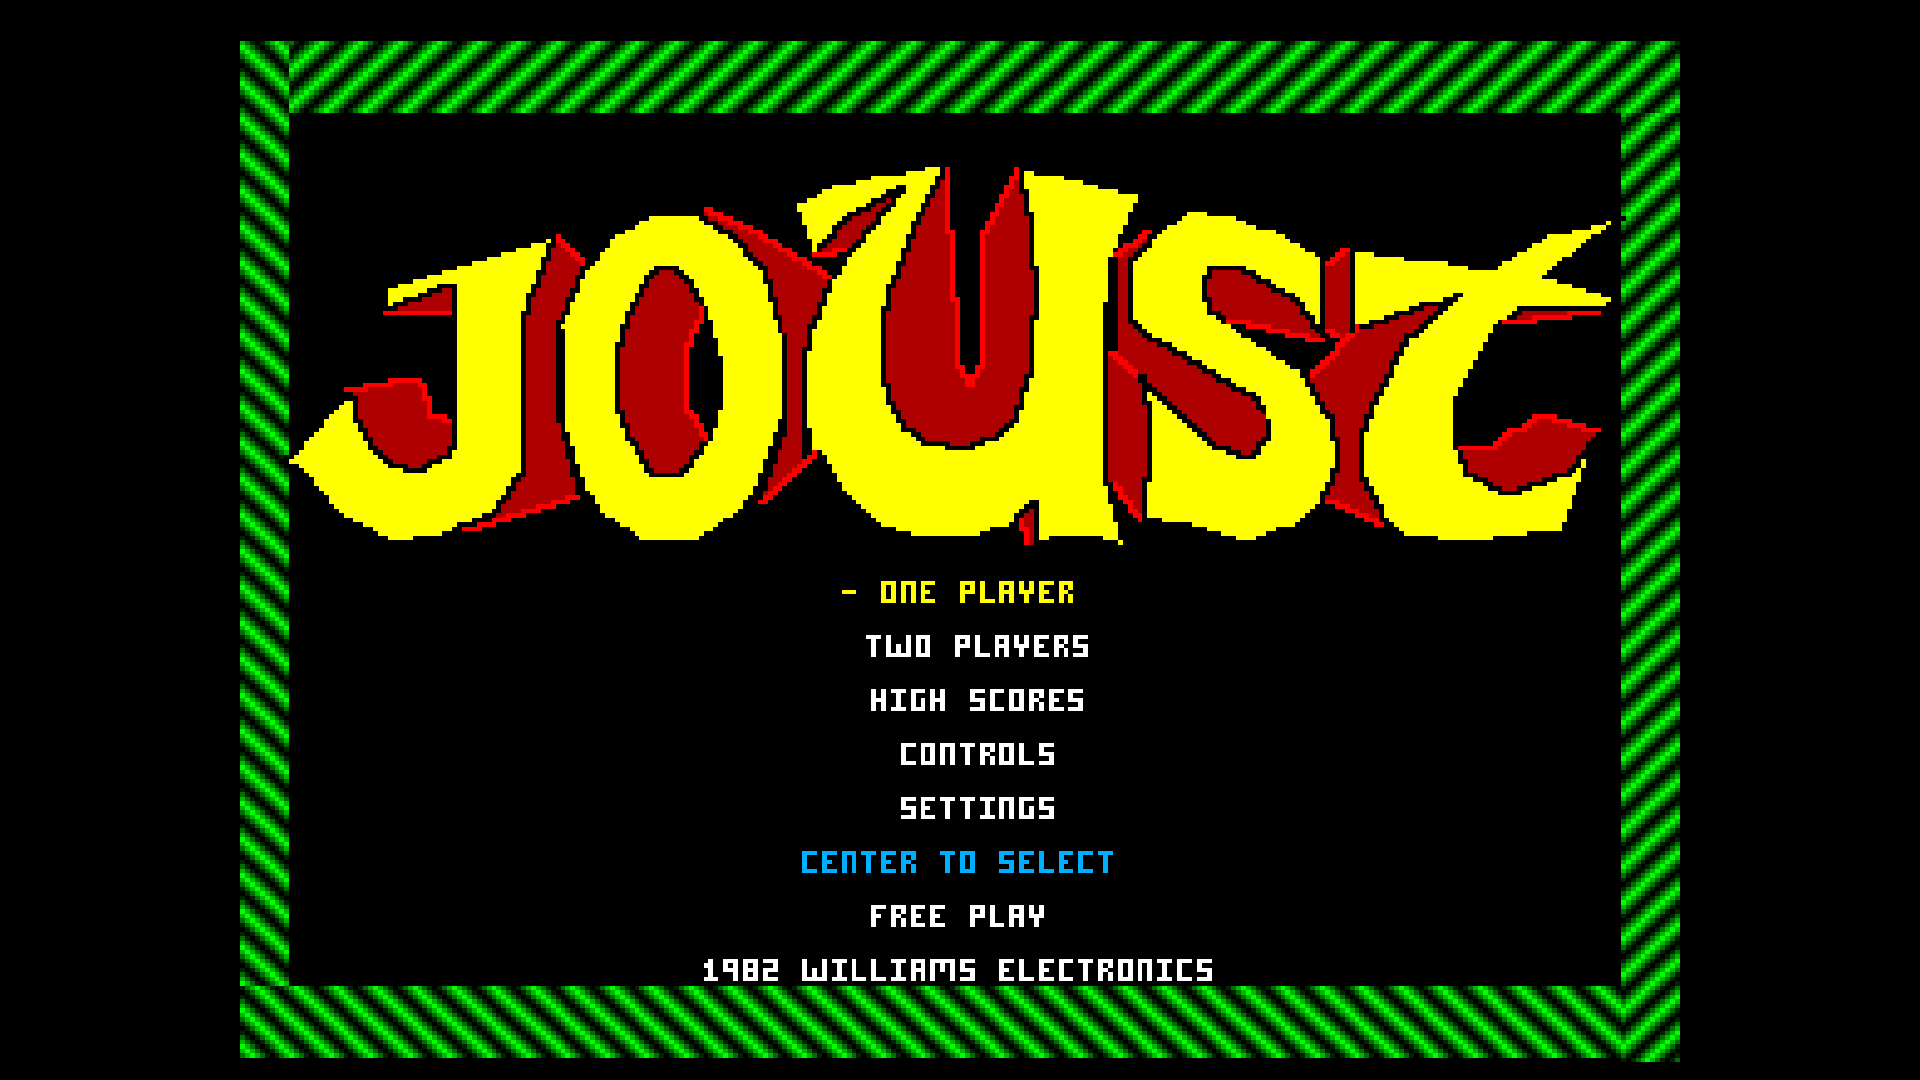 JOUST
- ONE PLAYER
TWO PLAYERS
HIGH SCORES
CONTROLS
SETTINGS
CENTER TO SELECT
FREE PLAY
1982 WILLIAMS ELECTRONICS